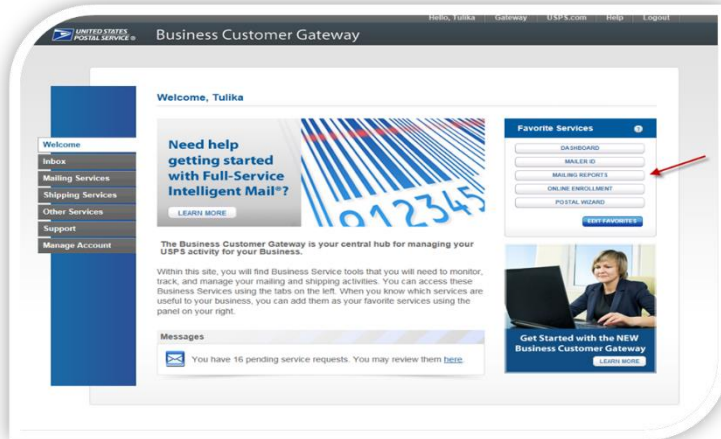 Hello, Tulika Gateway USPS.com Help Logout
UNITED STATES
POSTAL SERVICE ®
Business Customer Gateway
Welcome, Tulika
Welcome
Inbox
Mailing Services
Shipping Services
Other Services
Support
Manage Account
Need help
getting started
with Full-Service
Intelligent Mail®?
LEARN MORE
012345
The Business Customer Gateway is your central hub for managing your
USPS activity for your Business.
Within this site, you will find Business Service tools that you will need to monitor,
track, and manage your mailing and shipping activities. You can access these
Business Services using the tabs on the left. When you know which services are
useful to your business, you can add them as your favorite services using the
panel on your right.
Messages
You have 16 pending service requests. You may review them here.
Favorite Services
DASHBOARD
MAILER ID
MAILING REPORTS
ONLINE ENROLLMENT
POSTAL WIZARD
EDIT FAVORITES
Get Started with the NEW
Business Customer Gateway
LEARN MORE